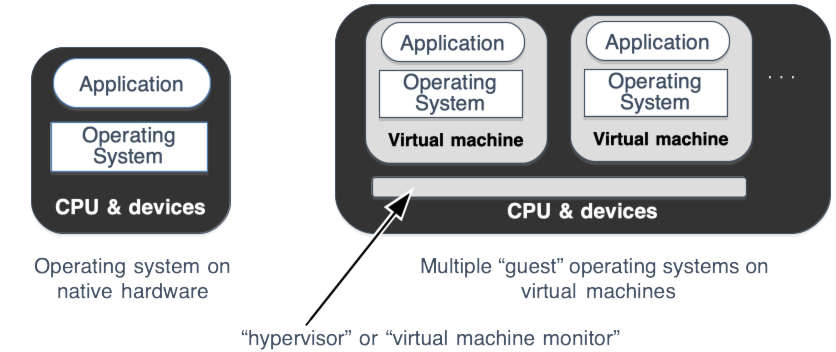 Application
Operating
System
CPU & devices
Operating system on
native hardware
Application
Operating
System
Virtual machine
Application
Operating
System
Virtual machine
. . .
CPU & devices
Multiple “guest” operating systems on
virtual machines
“hypervisor” or “virtual machine monitor”